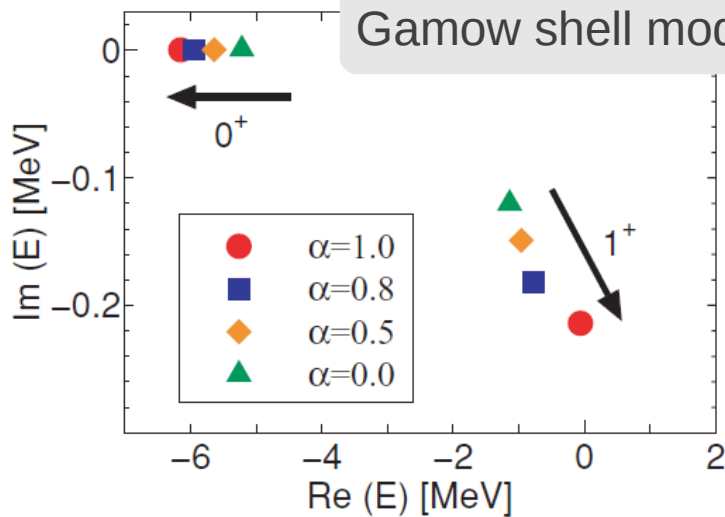 Gamow shell mod
0
−0.1
−0.2
Im (E) [MeV]
0⁺
1⁺
α=1.0
α=0.8
α=0.5
α=0.0
−6 −4 −2 0 2
Re (E) [MeV]